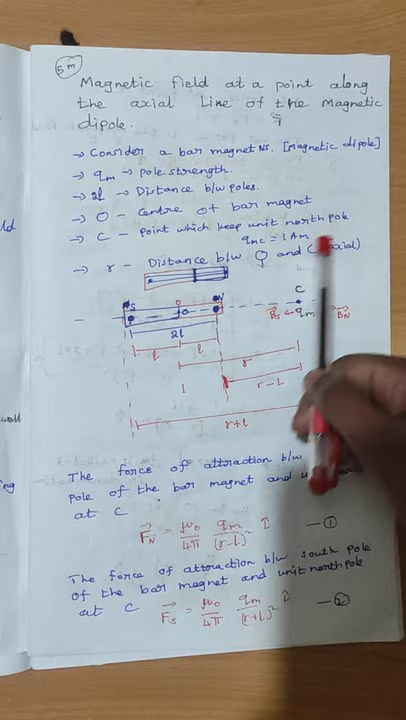 5m
Magnetic field at a point along
the axial Line of the Magnetic
dipole.
→ Consider a bar magnet NS. [Magnetic dipole]
→ qm → pole strength.
→ 2l → Distance b/w poles.
→ O - Centre of bar magnet
→ C - point which keep unit north pole
qmc = 1 Am
→ r - Distance b/w O and C (axial)
S O N C
B⃗s ← qm → B⃗N
2l
l l r
r-l
r+l
The force of attraction b/w
pole of the bar magnet and
at C
F⃗N = μ0/4π qm/(r-l)² î —①
The force of attraction b/w south pole
of the bar magnet and unit north pole
at C F⃗s = μ0/4π qm/(r+l)² î —②